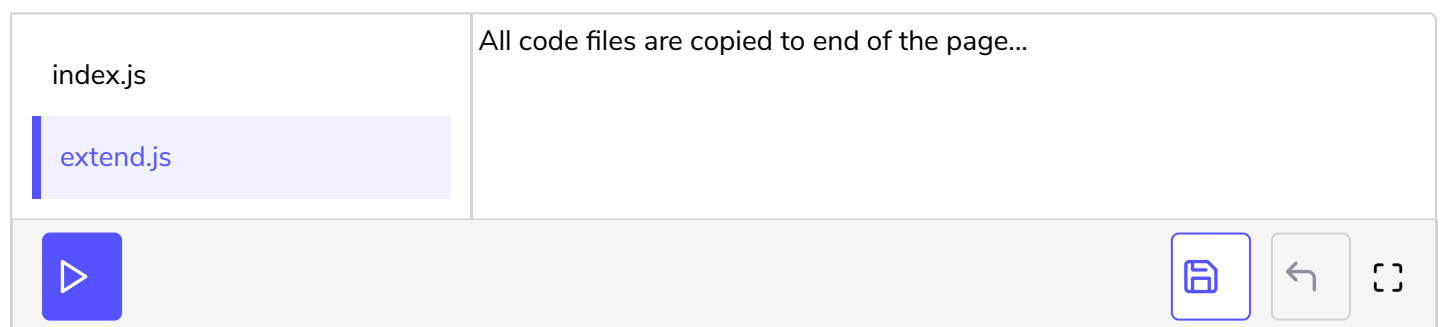 index.js
extend.js
All code files are copied to end of the page...